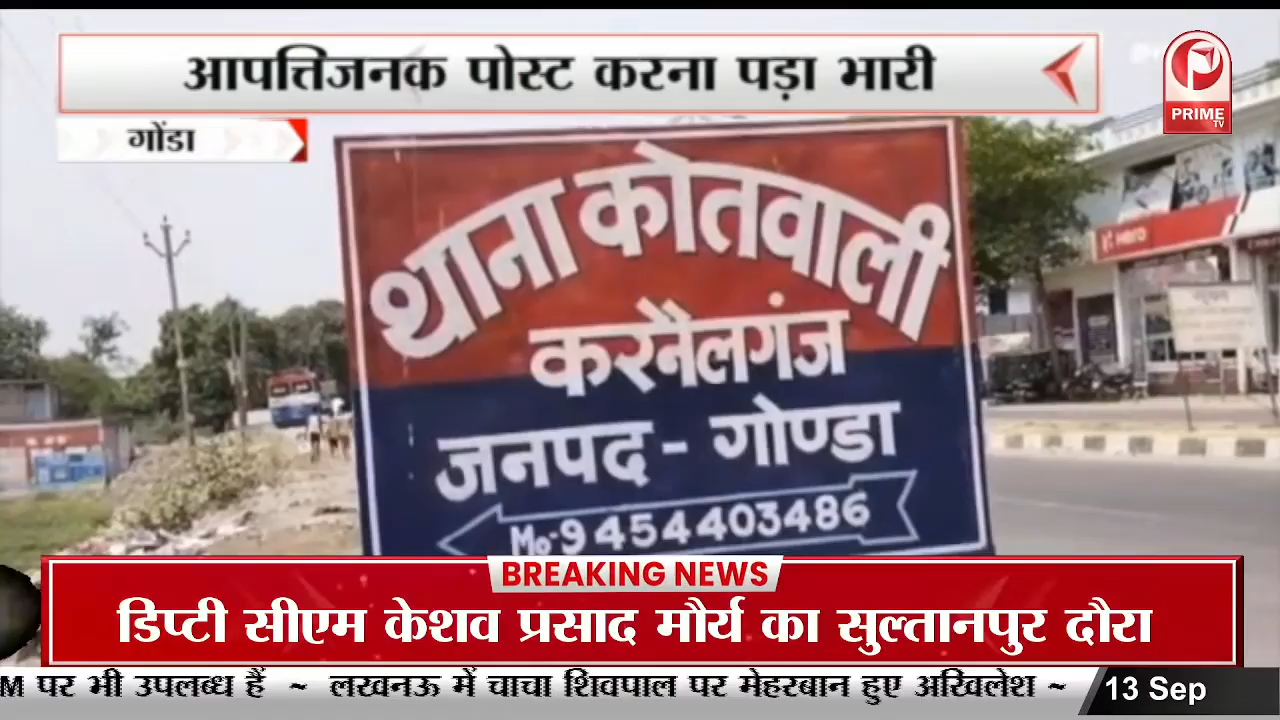 आपत्तिजनक पोस्ट करना पड़ा भारी
PRIME
TV
गोंडा
थाना कोतवाली
करनैलगंज
जनपद - गोण्डा
Mo-9454403486
Hero
BREAKING NEWS
डिप्टी सीएम केशव प्रसाद मौर्य का सुल्तानपुर दौरा
M पर भी उपलब्ध हैं ~ लखनऊ में चाचा शिवपाल पर मेहरबान हुए अखिलेश ~
13 Sep